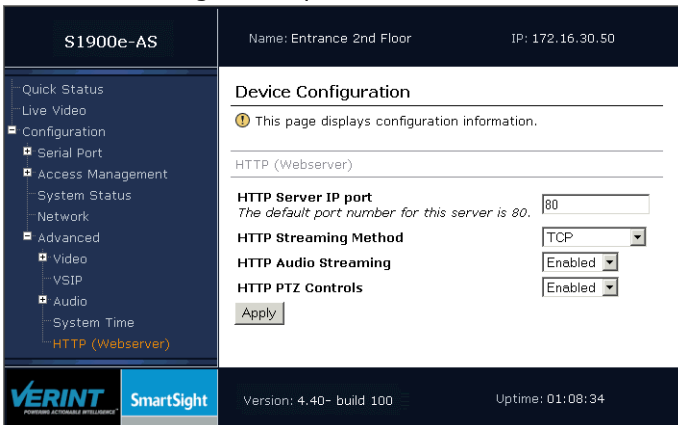 S1900e-AS
Name: Entrance 2nd Floor
IP: 172.16.30.50
Quick Status
Live Video
Configuration
Serial Port
Access Management
System Status
Network
Advanced
Video
VSIP
Audio
System Time
HTTP (Webserver)
Device Configuration
This page displays configuration information.
HTTP (Webserver)
HTTP Server IP port
The default port number for this server is 80.
80
HTTP Streaming Method
TCP
HTTP Audio Streaming
Enabled
HTTP PTZ Controls
Enabled
Apply
VERINT
POWERING ACTIONABLE INTELLIGENCE
SmartSight
Version: 4.40- build 100
Uptime: 01:08:34